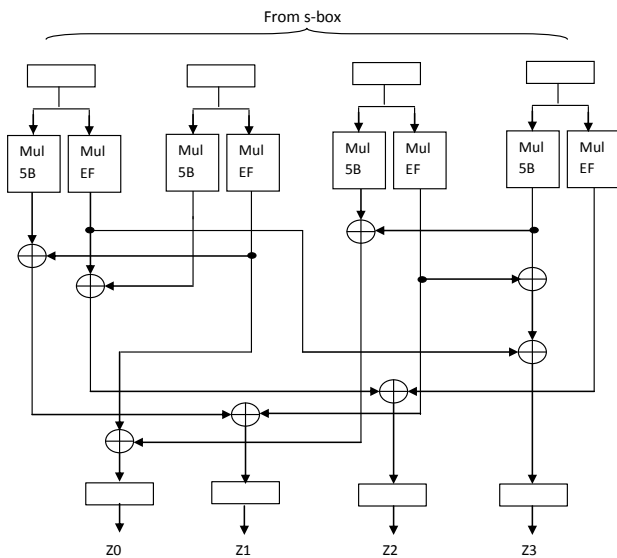 From s-box
Mul Mul Mul Mul Mul Mul Mul Mul
5B EF 5B EF 5B EF 5B EF
Z0 Z1 Z2 Z3